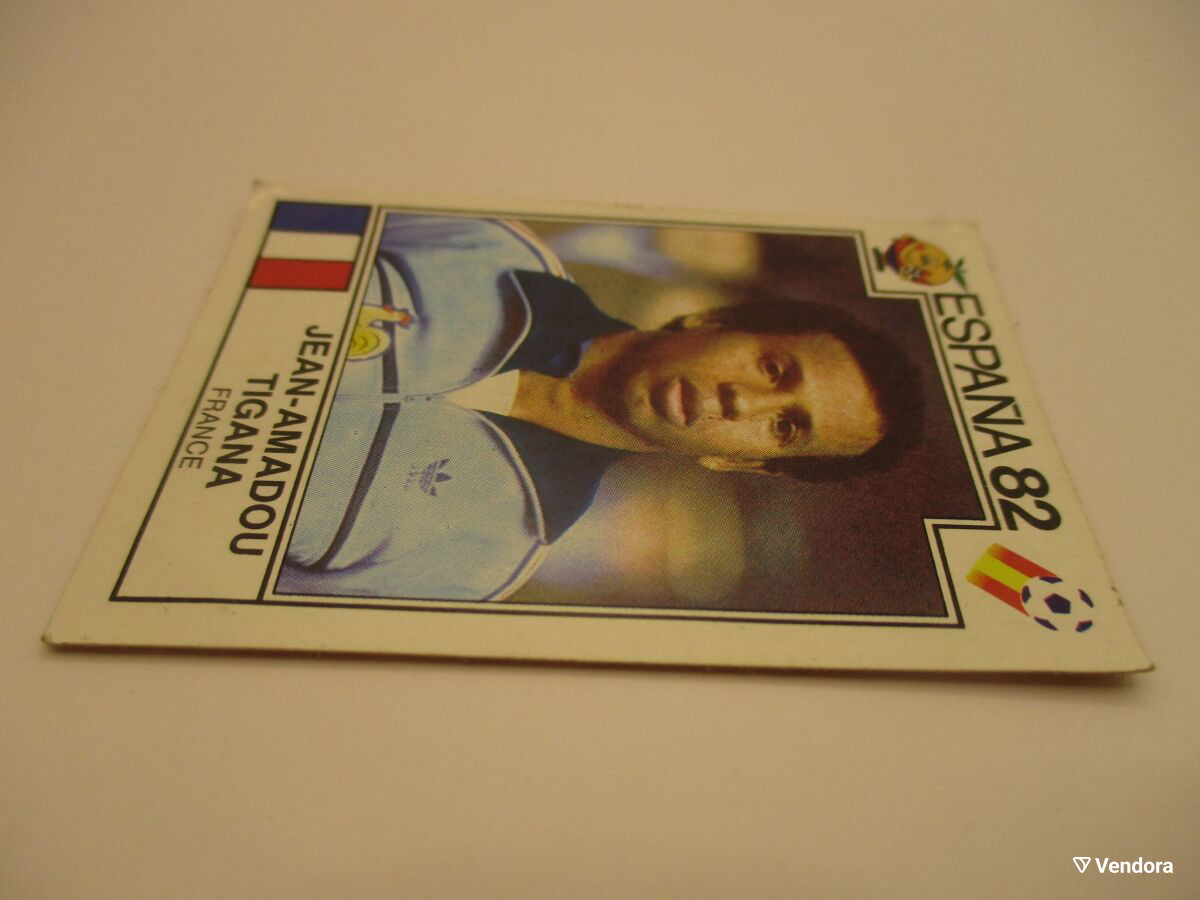 ESPAÑA 82
JEAN-AMADOU
TIGANA
FRANCE
Vendora